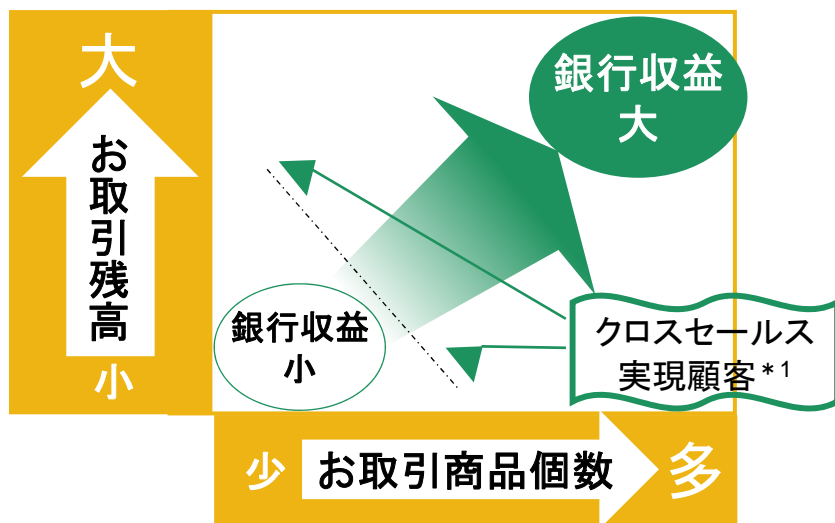 大
お取引残高
小
銀行収益
大
銀行収益
小
クロスセールス
実現顧客*1
少
お取引商品個数
多